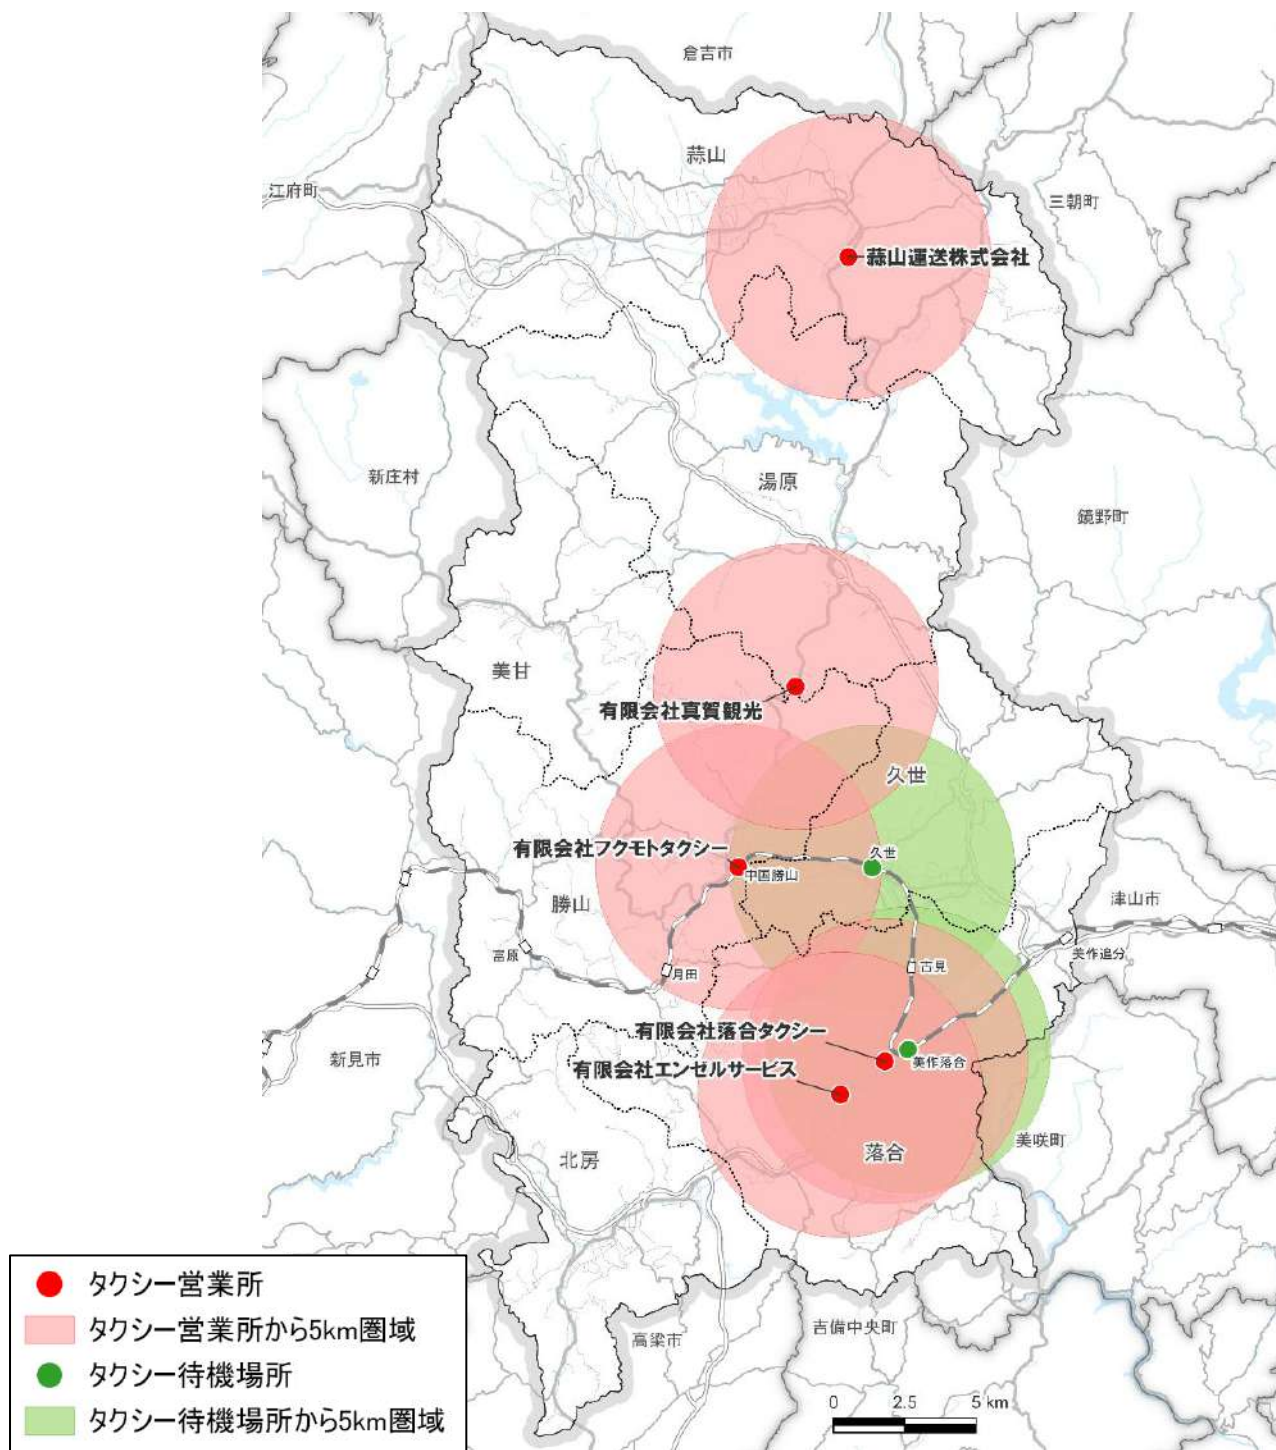 倉吉市
蒜山
江府町
三朝町
蒜山運送株式会社
新庄村
湯原
鏡野町
美甘
有限会社真賀観光
久世
有限会社フクモトタクシー
久世
中国勝山
勝山
津山市
富原
月田
古見
美作追分
有限会社落合タクシー
新見市
有限会社エンゼルサービス
美作落合
美咲町
落合
北房
高梁市
吉備中央町
タクシー営業所
タクシー営業所から5km圏域
タクシー待機場所
タクシー待機場所から5km圏域
0 2.5 5 km